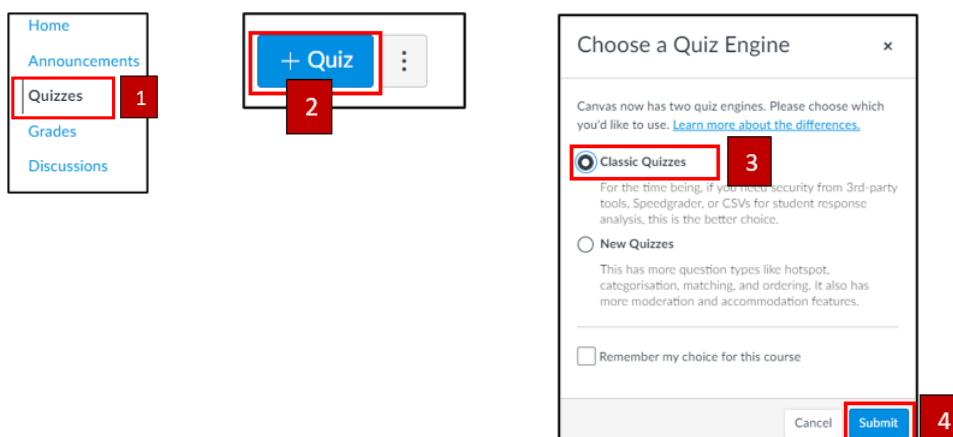 Home
Announcements
Quizzes
1
Grades
Discussions
+ Quiz
2
Choose a Quiz Engine
×
Canvas now has two quiz engines. Please choose which
you'd like to use. Learn more about the differences.
Classic Quizzes
3
For the time being, if you need security from 3rd-party
tools, Speedgrader, or CSVs for student response
analysis, this is the better choice.
New Quizzes
This has more question types like hotspot,
categorisation, matching, and ordering. It also has
more moderation and accommodation features.
Remember my choice for this course
Cancel
Submit
4